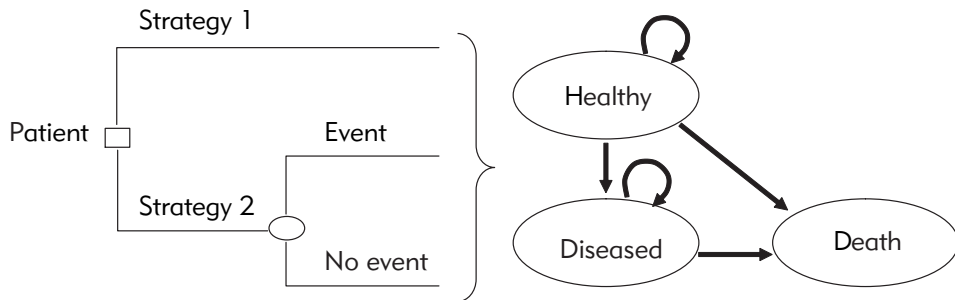 Strategy 1
Patient
Event
Strategy 2
No event
Healthy
Diseased
Death